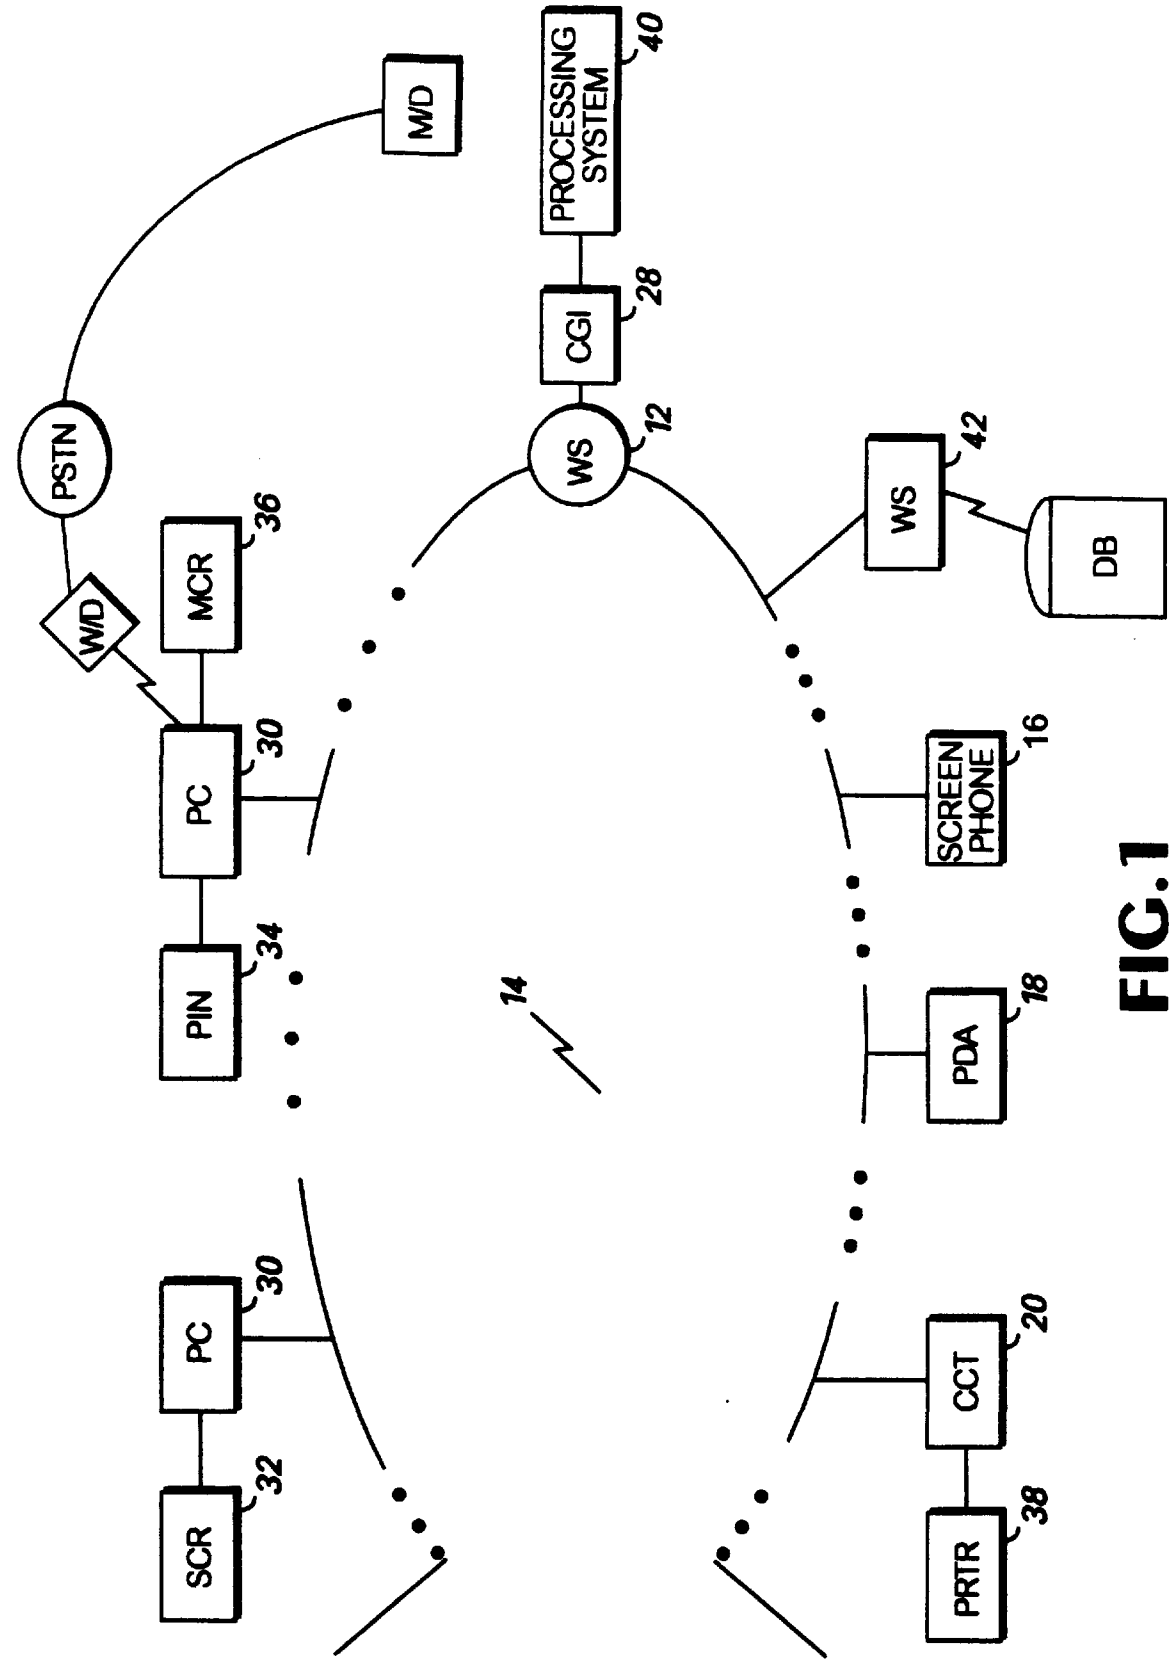 SCR
32
PC
30
PIN
34
PC
30
MCR
36
W/D
PSTN
M/D
14
WS
12
CGI
28
PROCESSING
SYSTEM
40
PRTR
38
CCT
20
PDA
18
SCREEN
PHONE
16
WS
42
DB
FIG.1